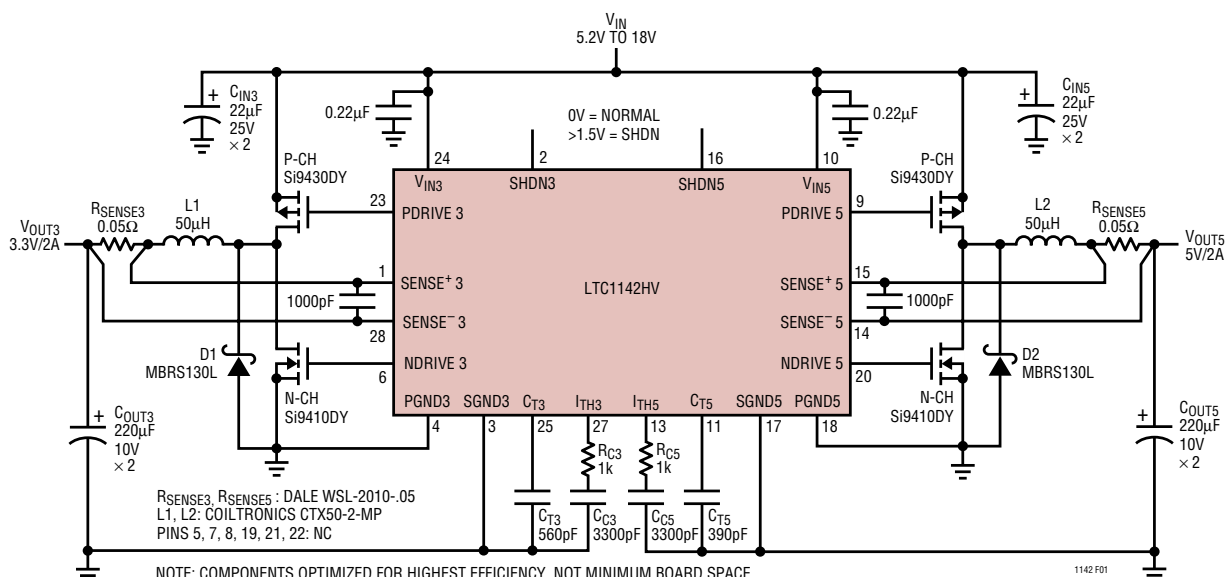 V_IN
5.2V TO 18V
C_IN3
22µF
25V
× 2
+
0.22µF
0V = NORMAL
>1.5V = SHDN
0.22µF
+
C_IN5
22µF
25V
× 2
P-CH
Si9430DY
24
2
16
10
P-CH
Si9430DY
V_IN3
SHDN3
SHDN5
V_IN5
23
PDRIVE 3
PDRIVE 5
9
V_OUT3
3.3V/2A
R_SENSE3
0.05Ω
L1
50µH
L2
50µH
R_SENSE5
0.05Ω
V_OUT5
5V/2A
1
SENSE⁺ 3
LTC1142HV
SENSE⁺ 5
15
1000pF
1000pF
SENSE⁻ 3
28
SENSE⁻ 5
14
D1
MBRS130L
NDRIVE 3
6
NDRIVE 5
20
D2
MBRS130L
N-CH
Si9410DY
N-CH
Si9410DY
PGND3
SGND3
C_T3
I_TH3
I_TH5
C_T5
SGND5
PGND5
4
3
25
27
13
11
17
18
+
C_OUT3
220µF
10V
× 2
R_C3
1k
R_C5
1k
+
C_OUT5
220µF
10V
× 2
C_T3
560pF
C_C3
3300pF
C_C5
3300pF
C_T5
390pF
R_SENSE3, R_SENSE5 : DALE WSL-2010-.05
L1, L2: COILTRONICS CTX50-2-MP
PINS 5, 7, 8, 19, 21, 22: NC
NOTE: COMPONENTS OPTIMIZED FOR HIGHEST EFFICIENCY, NOT MINIMUM BOARD SPACE
1142 F01